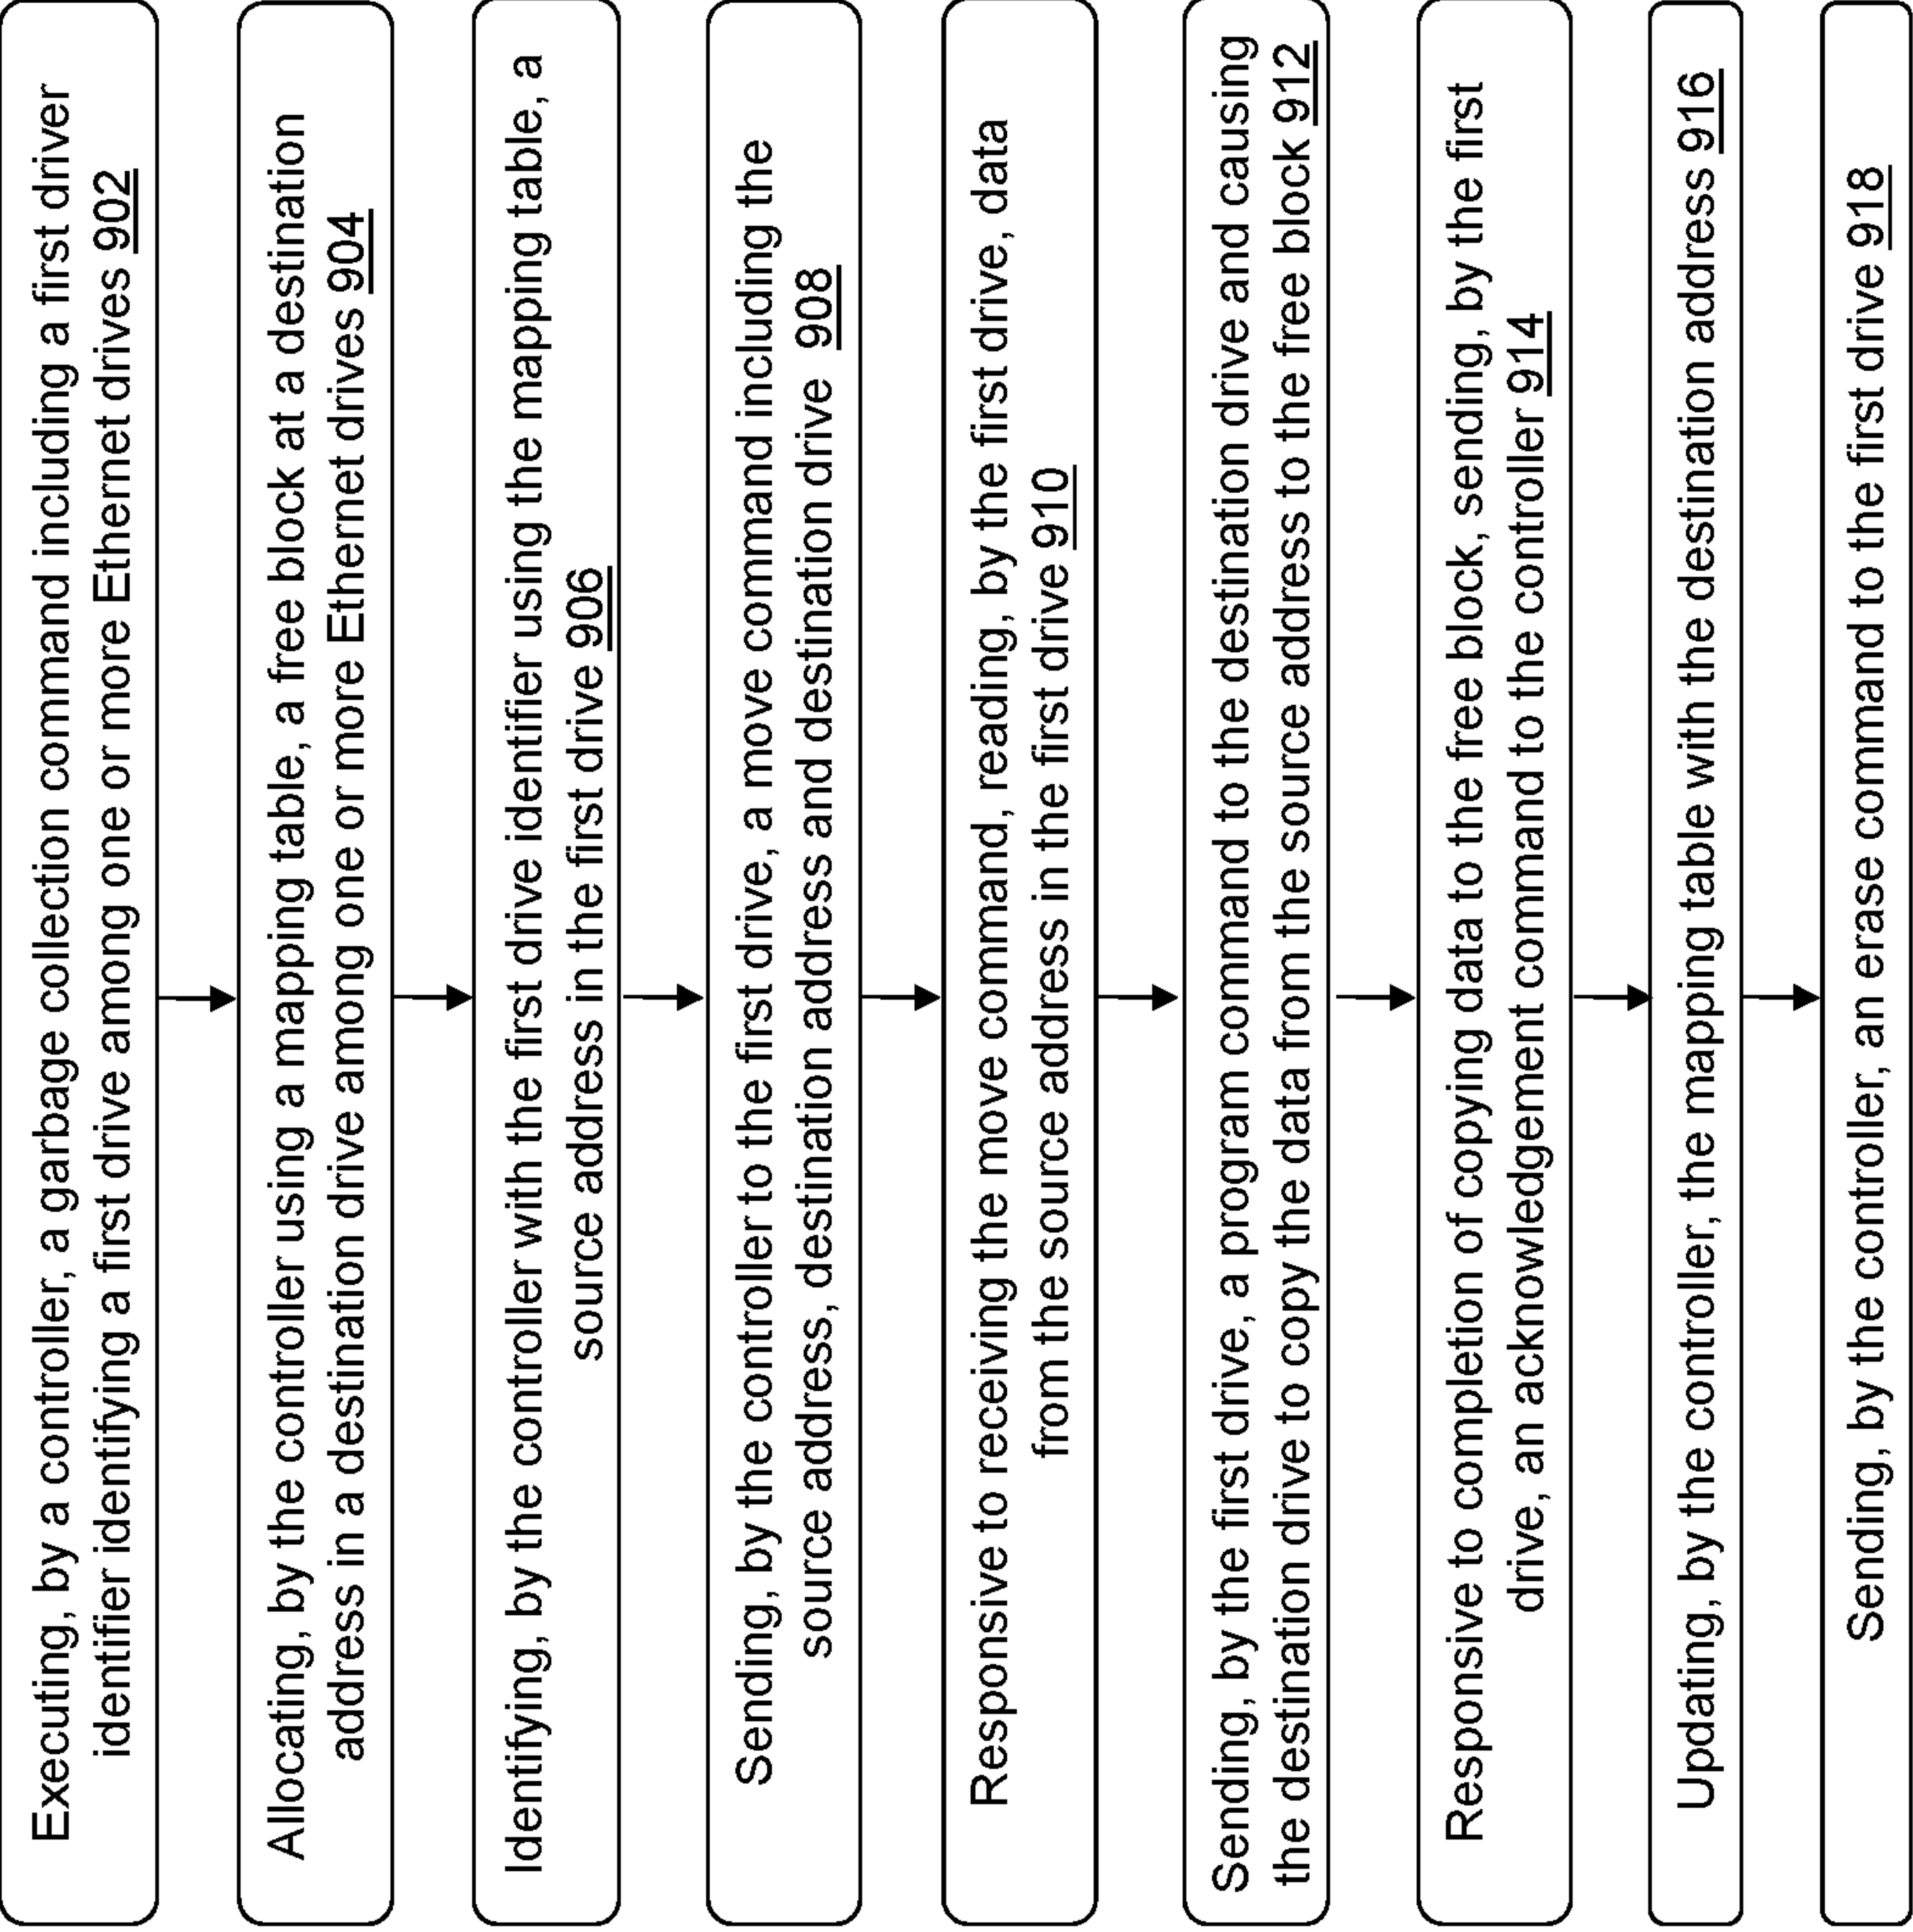 Executing, by a controller, a garbage collection command including a first driver
identifier identifying a first drive among one or more Ethernet drives 902
Allocating, by the controller using a mapping table, a free block at a destination
address in a destination drive among one or more Ethernet drives 904
Identifying, by the controller with the first drive identifier using the mapping table, a
source address in the first drive 906
Sending, by the controller to the first drive, a move command including the
source address, destination address and destination drive 908
Responsive to receiving the move command, reading, by the first drive, data
from the source address in the first drive 910
Sending, by the first drive, a program command to the destination drive and causing
the destination drive to copy the data from the source address to the free block 912
Responsive to completion of copying data to the free block, sending, by the first
drive, an acknowledgement command to the controller 914
Updating, by the controller, the mapping table with the destination address 916
Sending, by the controller, an erase command to the first drive 918